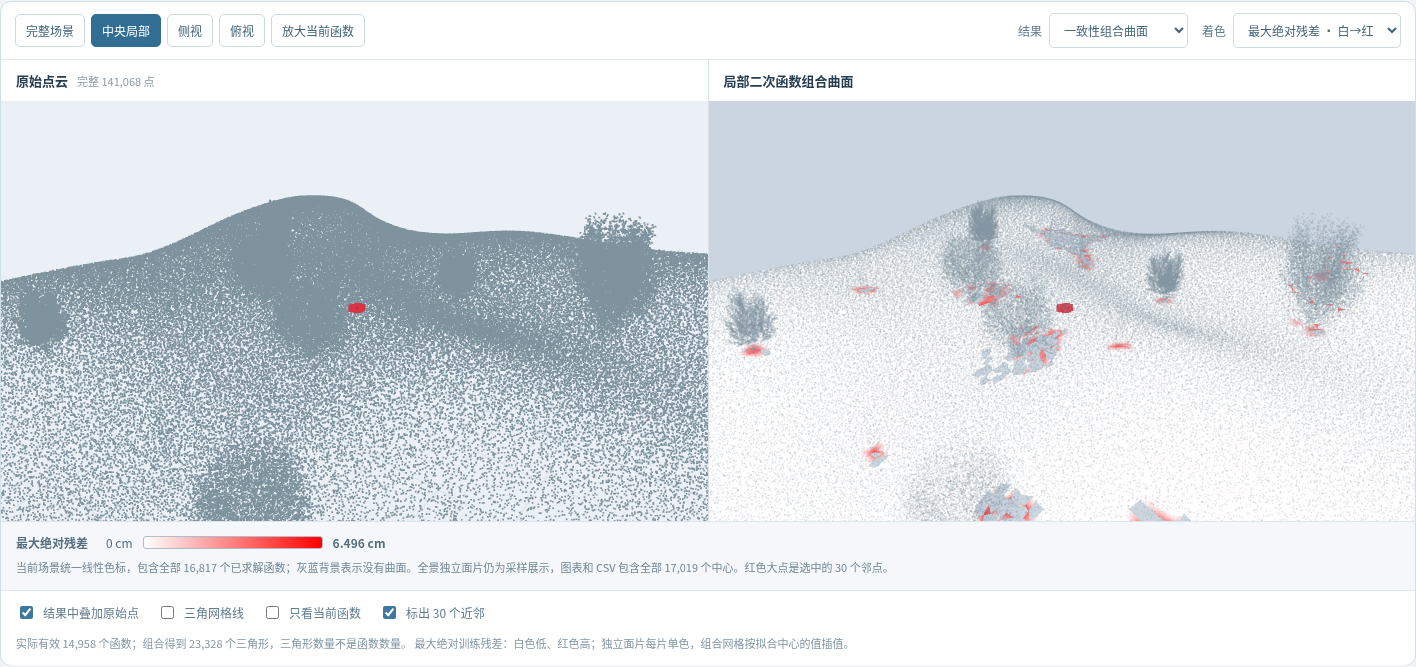 完整场景 中央局部 侧视 俯视 放大当前函数 结果 一致性组合曲面 着色 最大绝对残差 · 白→红
原始点云 完整 141,068 点 局部二次函数组合曲面
最大绝对残差 0 cm 6.496 cm
当前场景统一线性色标，包含全部 16,817 个已求解函数；灰蓝背景表示没有曲面。全景独立面片仍为采样展示，图表和 CSV 包含全部 17,019 个中心。红色大点是选中的 30 个邻点。
结果中叠加原始点 三角网格线 只看当前函数 标出 30 个近邻
实际有效 14,958 个函数；组合得到 23,328 个三角形，三角形数量不是函数数量。 最大绝对训练残差：白色低、红色高；独立面片每片单色，组合网格按拟合中心的值插值。